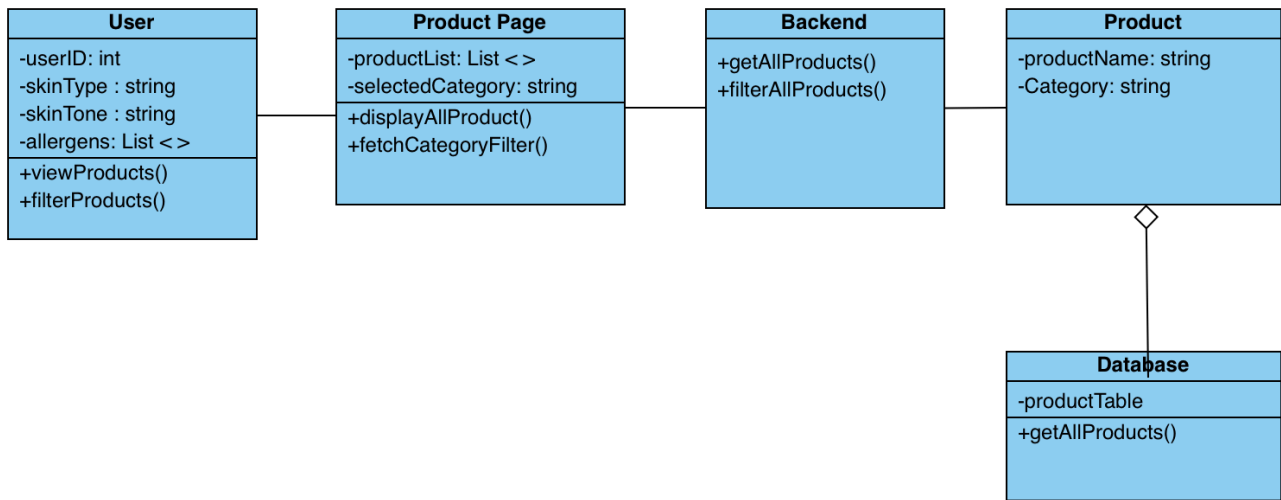 User
-userID: int
-skinType : string
-skinTone : string
-allergens: List < >
+viewProducts()
+filterProducts()
Product Page
-productList: List < >
-selectedCategory: string
+displayAllProduct()
+fetchCategoryFilter()
Backend
+getAllProducts()
+filterAllProducts()
Product
-productName: string
-Category: string
Database
-productTable
+getAllProducts()